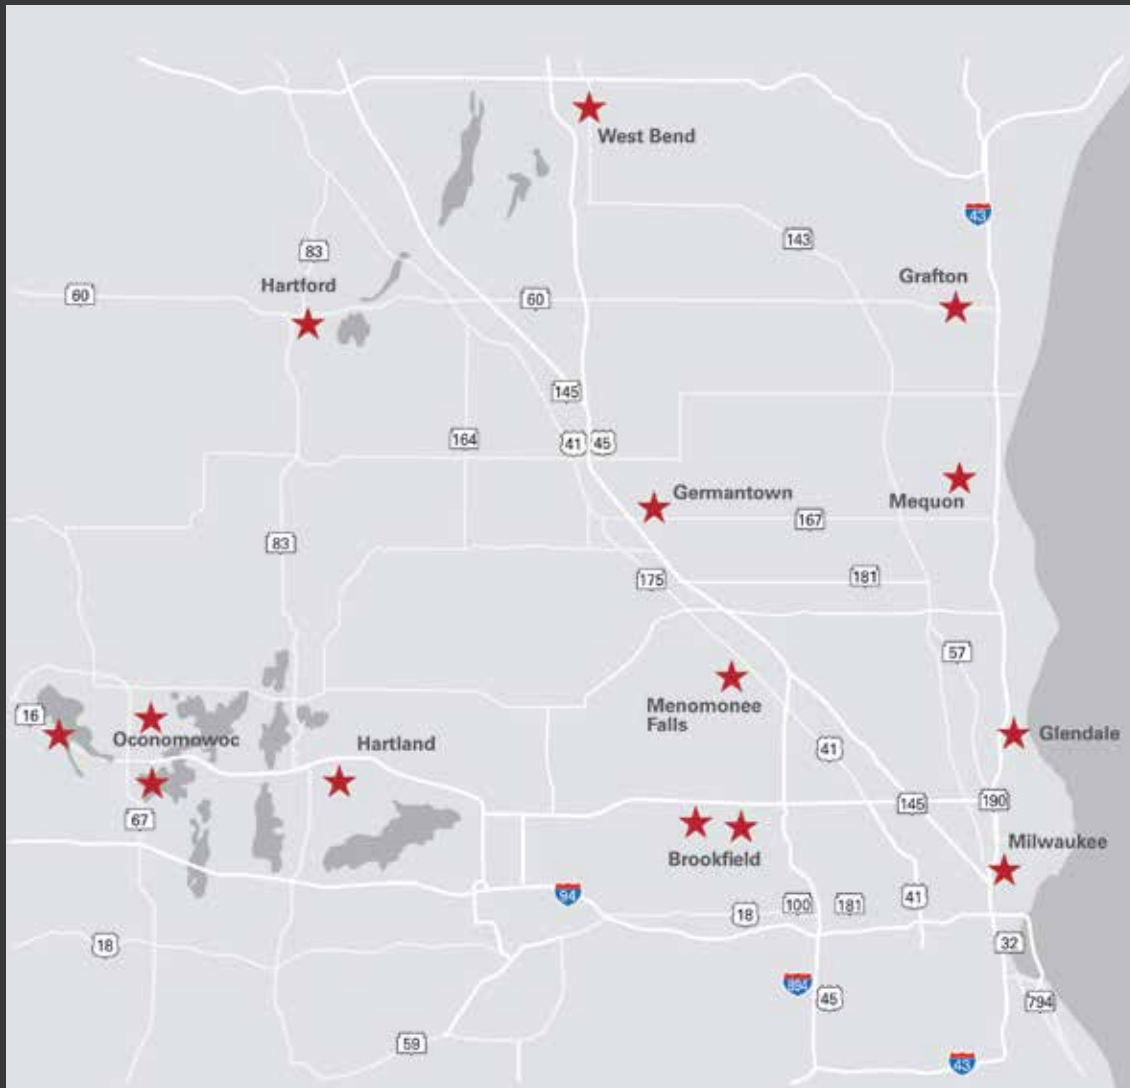 West Bend
43
143
83
Grafton
Hartford
60
60
145
164
41
45
Germantown
Mequon
167
83
175
181
57
Menomonee
Falls
16
Oconomowoc
Hartland
41
Glendale
67
145
190
Brookfield
Milwaukee
94
100
181
41
18
18
32
894
45
794
59
43